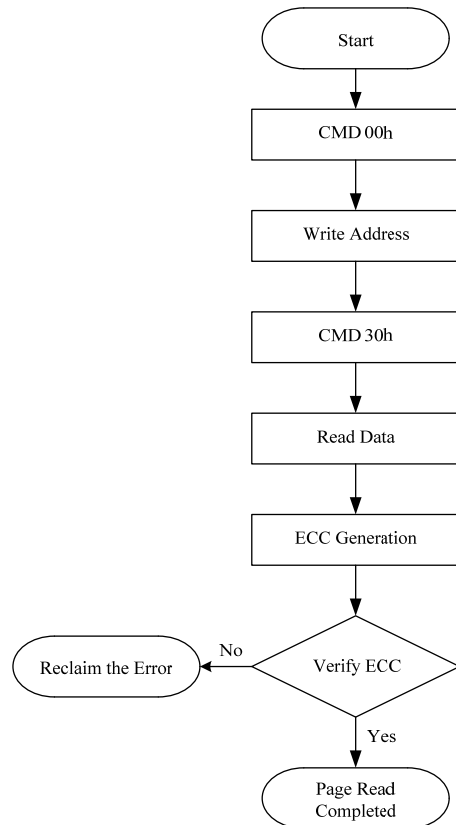 Start
CMD 00h
Write Address
CMD 30h
Read Data
ECC Generation
No
Reclaim the Error
Verify ECC
Yes
Page Read
Completed